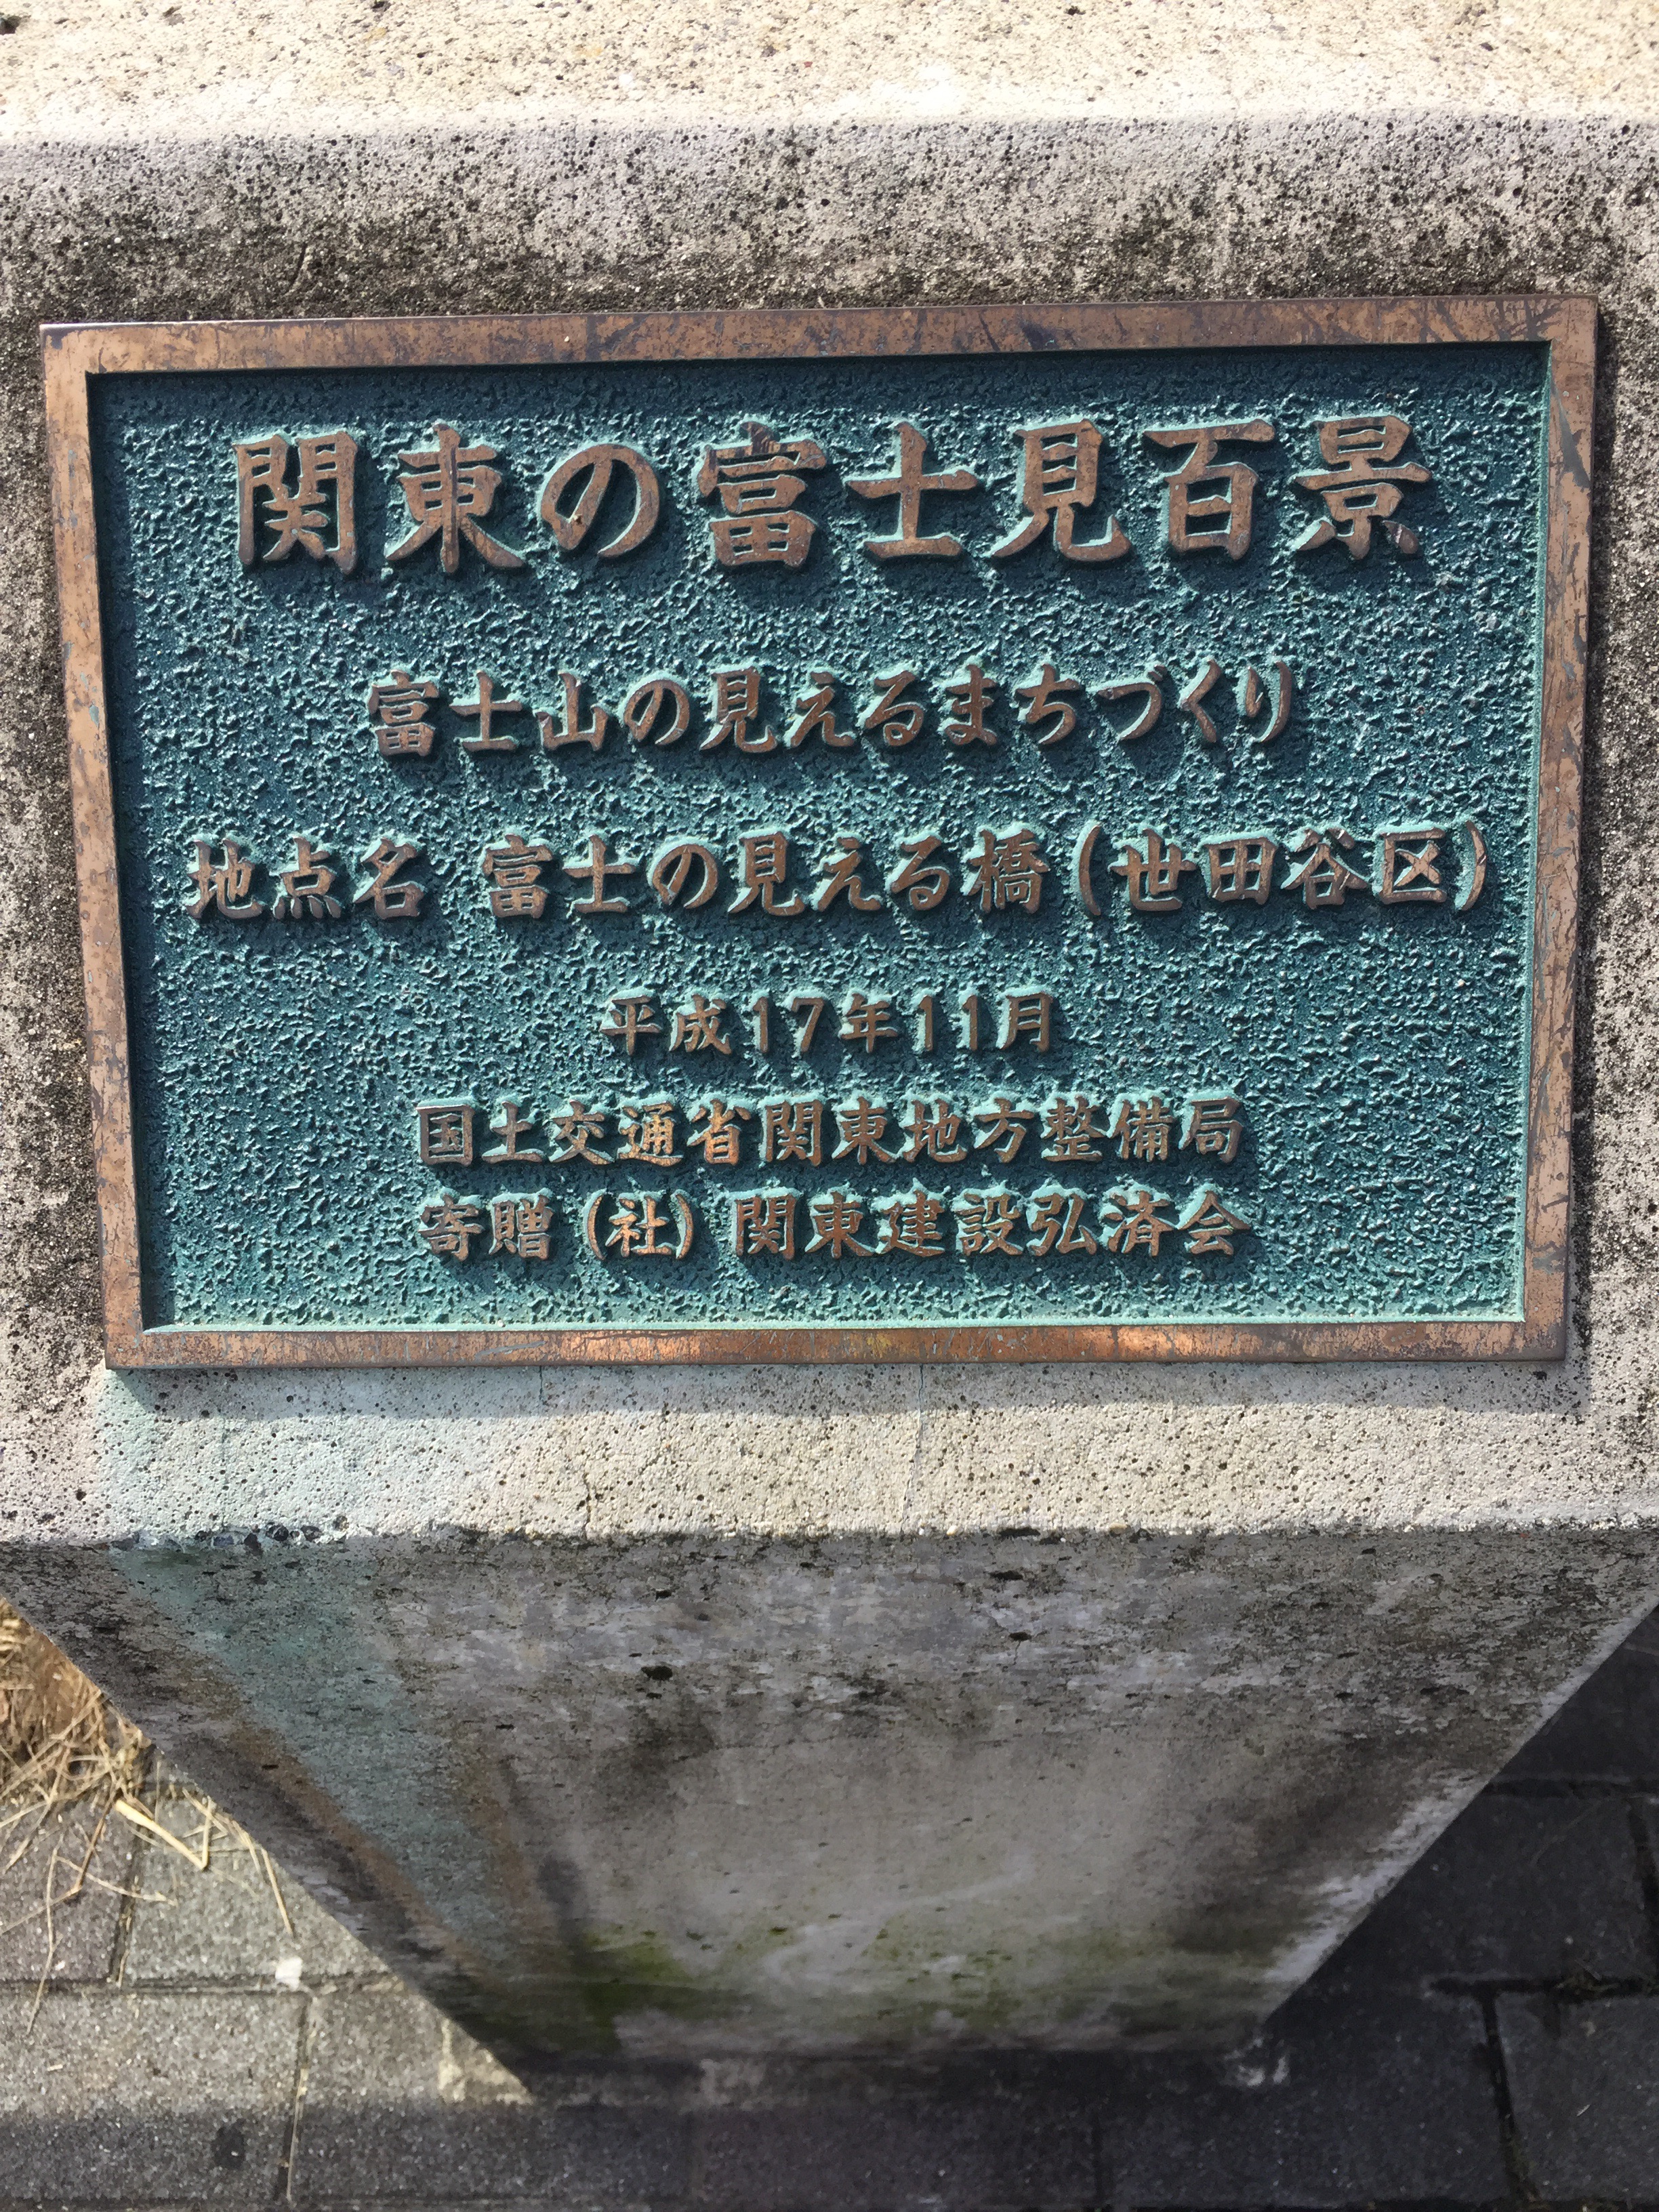 関東の富士見百景
富士山の見えるまちづくり
地点名 富士の見える橋(世田谷区)
平成17年11月
国土交通省関東地方整備局
寄贈(社)関東建設弘済会